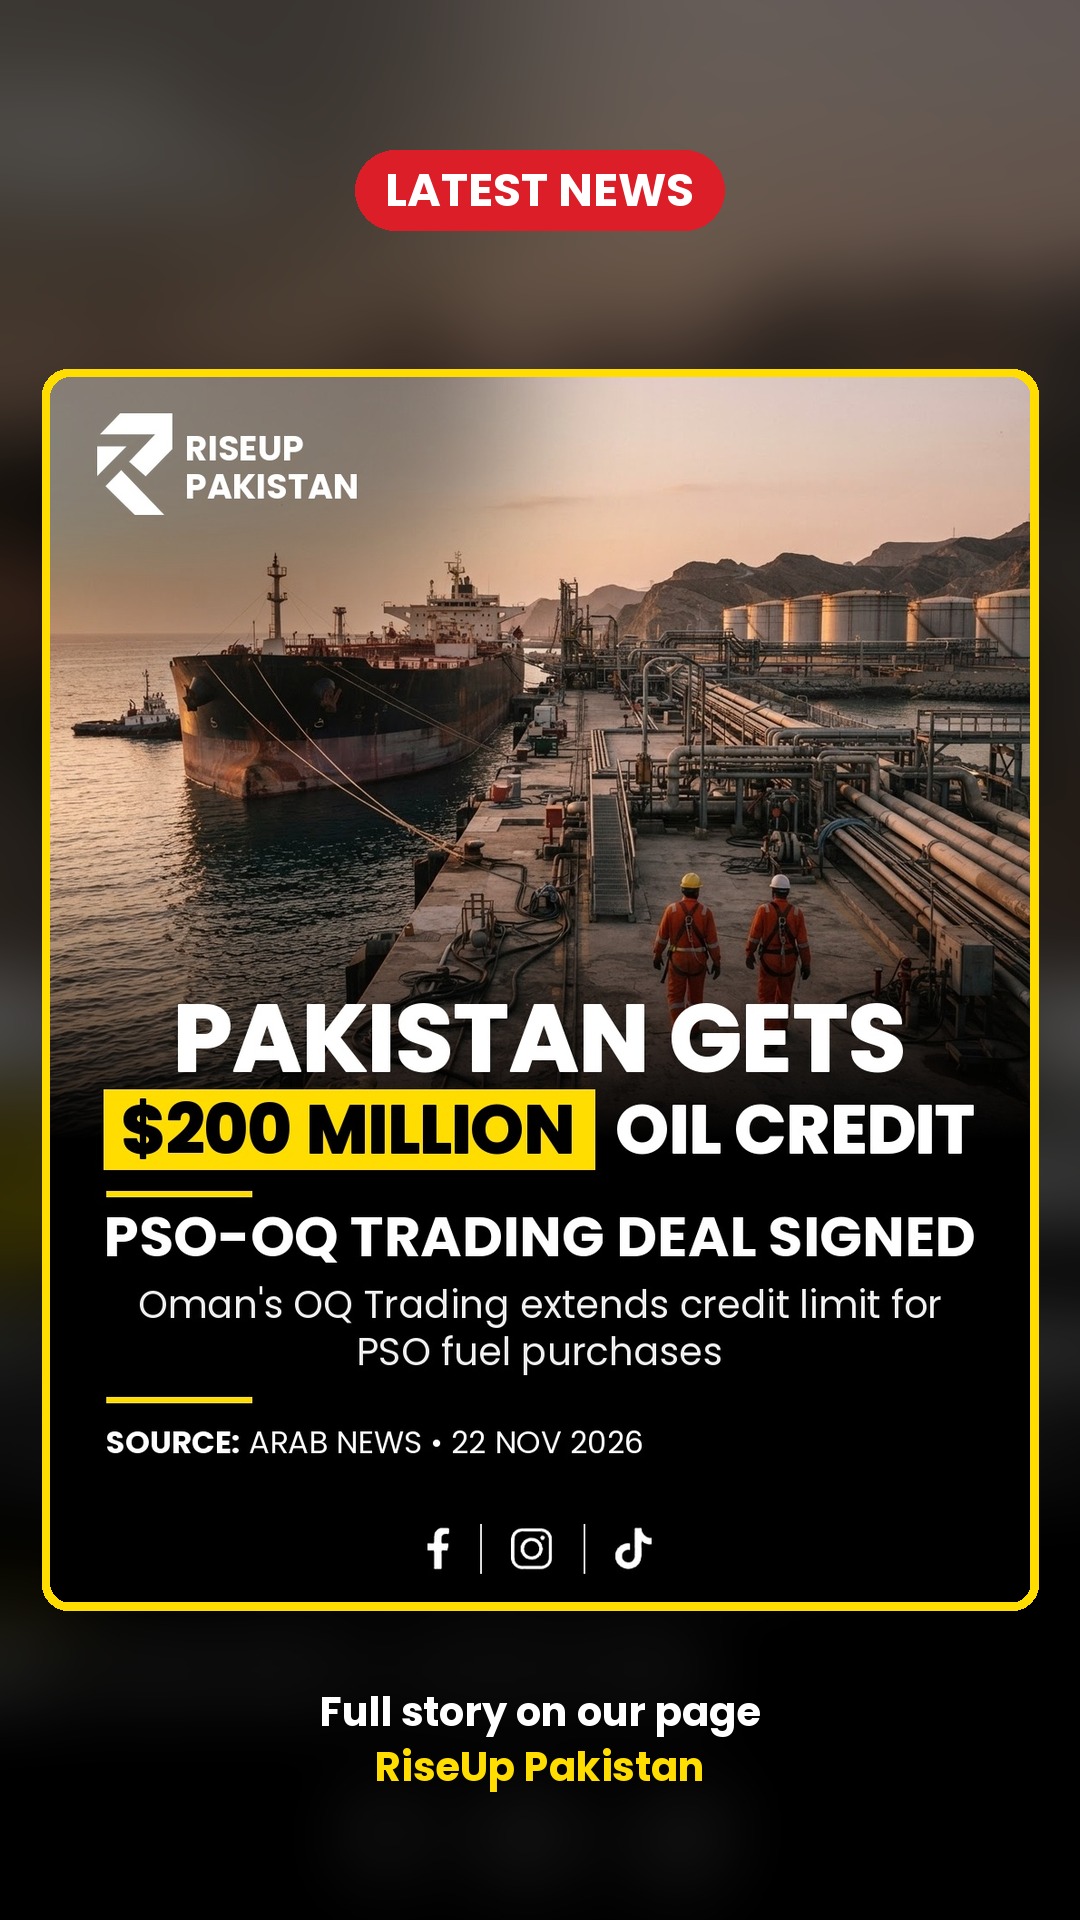 LATEST NEWS
RISEUP
PAKISTAN
PAKISTAN GETS
$200 MILLION OIL CREDIT
PSO-OQ TRADING DEAL SIGNED
Oman's OQ Trading extends credit limit for
PSO fuel purchases
SOURCE: ARAB NEWS • 22 NOV 2026
Full story on our page
RiseUp Pakistan